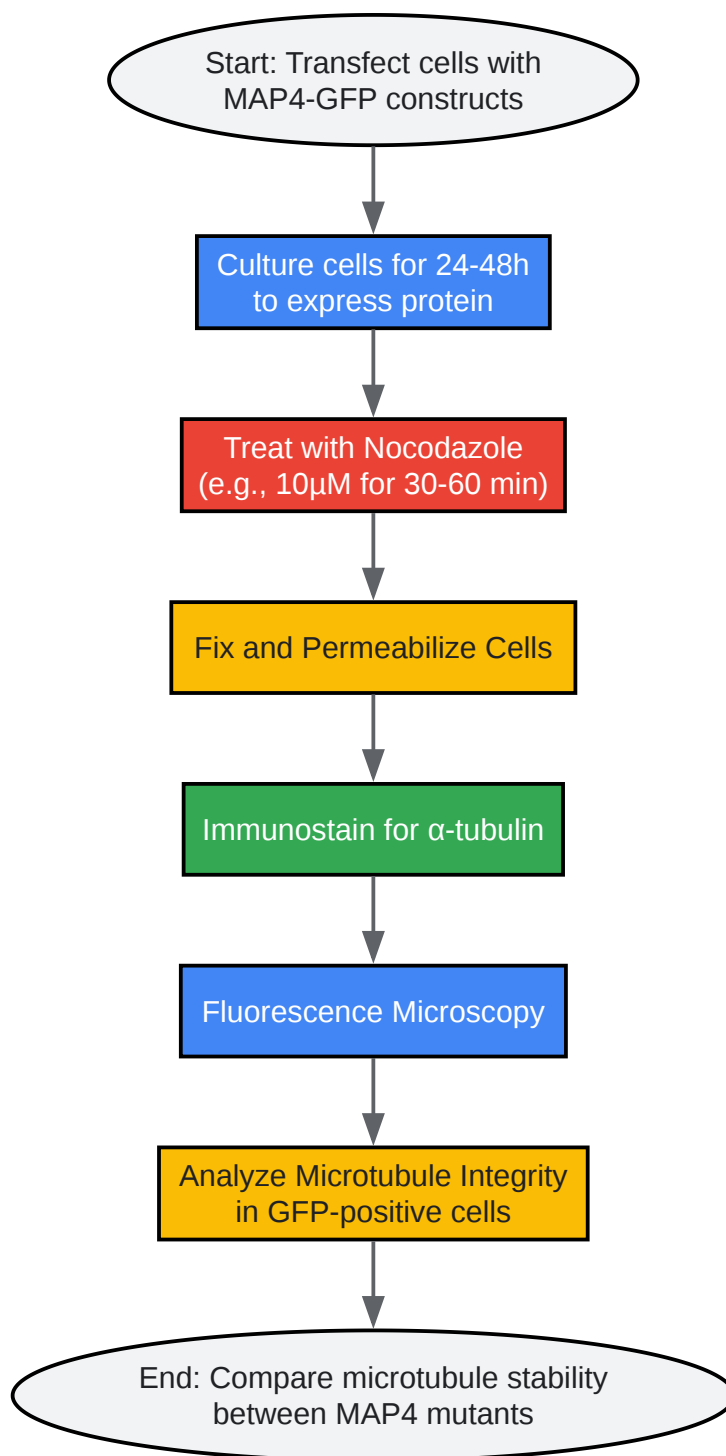 Start: Transfect cells with
MAP4-GFP constructs
Culture cells for 24-48h
to express protein
Treat with Nocodazole
(e.g., 10µM for 30-60 min)
Fix and Permeabilize Cells
Immunostain for α-tubulin
Fluorescence Microscopy
Analyze Microtubule Integrity
in GFP-positive cells
End: Compare microtubule stability
between MAP4 mutants